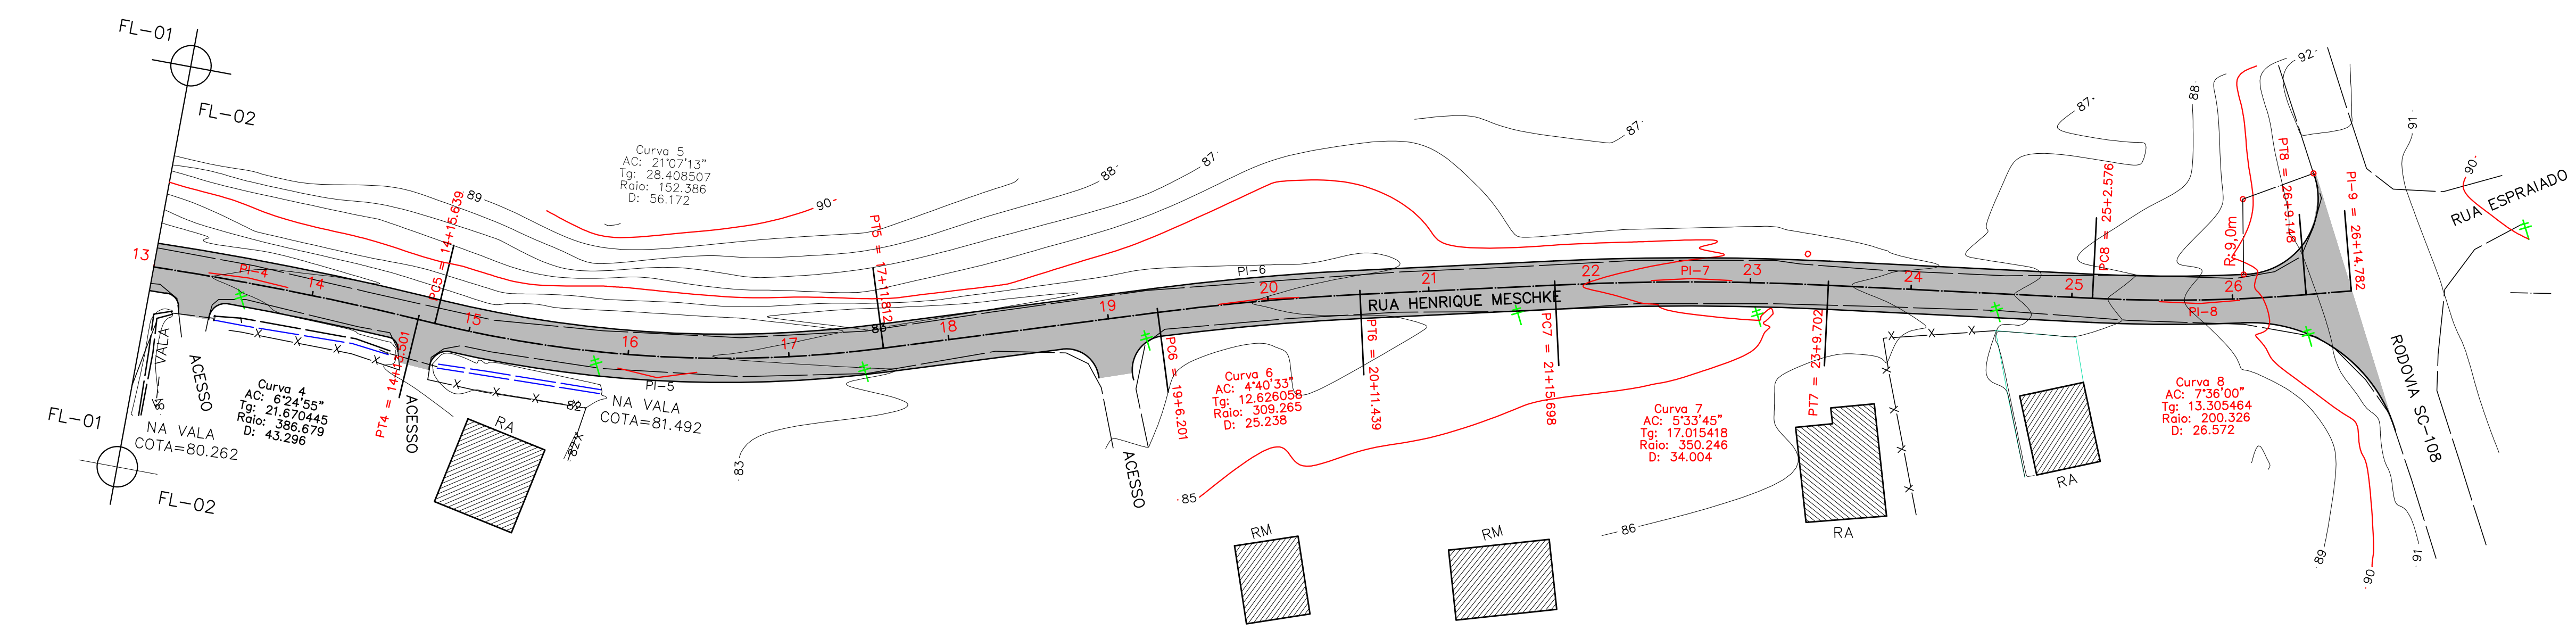 FL-01
FL-02
13
PI-4
14
PC5 = 14+15.639
89
Curva 5
AC: 21°07'13"
Tg: 28.408507
Raio: 152.386
D: 56.172
90
PT5 = 17+11.812
88
87
87
87
88
92
91
90
RUA ESPRAIADO
PI-9 = 26+14.782
PT8 = 26+9.148
R=9,0m
PC8 = 25+2.576
15
16
17
18
19
PI-6
20
21
22
PI-7
23
24
25
26
PI-8
RUA HENRIQUE MESCHKE
PI-5
VALA
ACESSO
FL-01
FL-02
NA VALA
COTA=80.262
Curva 4
AC: 6°24'55"
Tg: 21.670445
Raio: 386.679
D: 43.296
ACESSO
RA
82
82
NA VALA
COTA=81.492
83
ACESSO
PC6 = 19+6.201
85
Curva 6
AC: 4°40'33"
Tg: 12.626058
Raio: 309.265
D: 25.238
PT6 = 20+11.439
PC7 = 21+15.698
RM
RM
86
Curva 7
AC: 5°33'45"
Tg: 17.015418
Raio: 350.246
D: 34.004
PT7 = 23+9.702
RA
RA
Curva 8
AC: 7°36'00"
Tg: 13.305464
Raio: 200.326
D: 26.572
RODOVIA SC-108
89
90
91